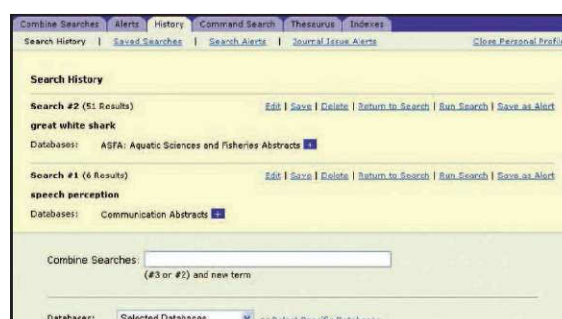 Combine Searches Alerts History Command Search Thesaurus Indexes
Search History | Saved Searches | Search Alerts | Journal Issue Alerts Close Personal Profile
Search History
Search #2 (51 Results) Edit | Save | Delete | Return to Search | Run Search | Save as Alert
great white shark
Databases: ASFA: Aquatic Sciences and Fisheries Abstracts +
Search #1 (6 Results) Edit | Save | Delete | Return to Search | Run Search | Save as Alert
speech perception
Databases: Communication Abstracts +
Combine Searches:
(#3 or #2) and new term
Databases: Selected Databases or Select Specific Databases